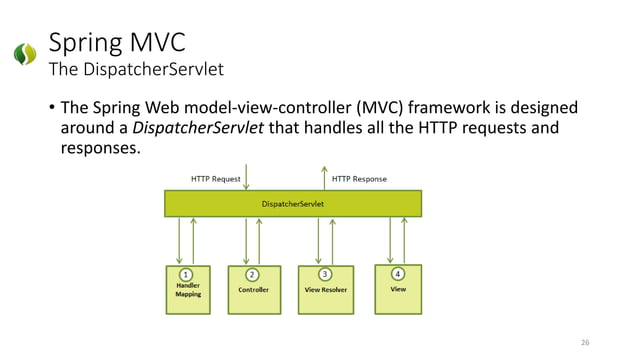 Spring MVC
The DispatcherServlet
• The Spring Web model-view-controller (MVC) framework is designed
around a DispatcherServlet that handles all the HTTP requests and
responses.
HTTP Request HTTP Response
DispatcherServlet
1 2 3 4
Handler
Mapping Controller View Resolver View
26